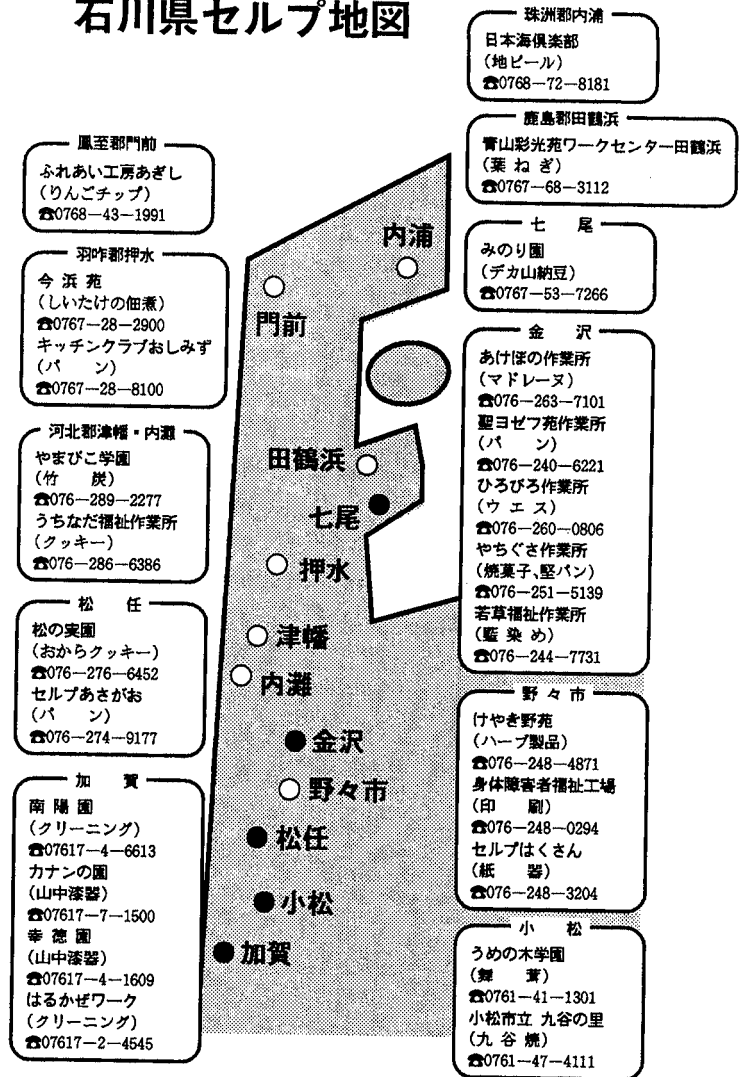 石川県セルプ地図
珠洲郡内浦
日本海倶楽部
(地ビール)
☎0768―72―8181
鹿島郡田鶴浜
青山彩光苑ワークセンター田鶴浜
(葉ねぎ)
☎0767―68―3112
七 尾
みのり園
(デカ山納豆)
☎0767―53―7266
金 沢
あけぼの作業所
(マドレーヌ)
☎076―263―7101
聖ヨゼフ苑作業所
(パ ン)
☎076―240―6221
ひろびろ作業所
(ウエス)
☎076―260―0806
やちぐさ作業所
(焼菓子、堅パン)
☎076―251―5139
若草福祉作業所
(藍染め)
☎076―244―7731
野々市
けやき野苑
(ハーブ製品)
☎076―248―4871
身体障害者福祉工場
(印 刷)
☎076―248―0294
セルプはくさん
(紙 器)
☎076―248―3204
小 松
うめの木学園
(舞 茸)
☎0761―41―1301
小松市立 九谷の里
(九谷焼)
☎0761―47―4111
鳳至郡門前
ふれあい工房あぎし
(りんごチップ)
☎0768―43―1991
羽咋郡押水
今浜苑
(しいたけの佃煮)
☎0767―28―2900
キッチンクラブおしみず
(パ ン)
☎0767―28―8100
河北郡津幡・内灘
やまびこ学園
(竹 炭)
☎076―289―2277
うちなだ福祉作業所
(クッキー)
☎076―286―6386
松 任
松の実園
(おからクッキー)
☎076―276―6452
セルプあさがお
(パ ン)
☎076―274―9177
加 賀
南陽園
(クリーニング)
☎07617―4―6613
カナンの園
(山中漆器)
☎07617―7―1500
幸徳園
(山中漆器)
☎07617―4―1609
はるかぜワーク
(クリーニング)
☎07617―2―4545
内浦
門前
田鶴浜
七尾
押水
津幡
内灘
金沢
野々市
松任
小松
加賀